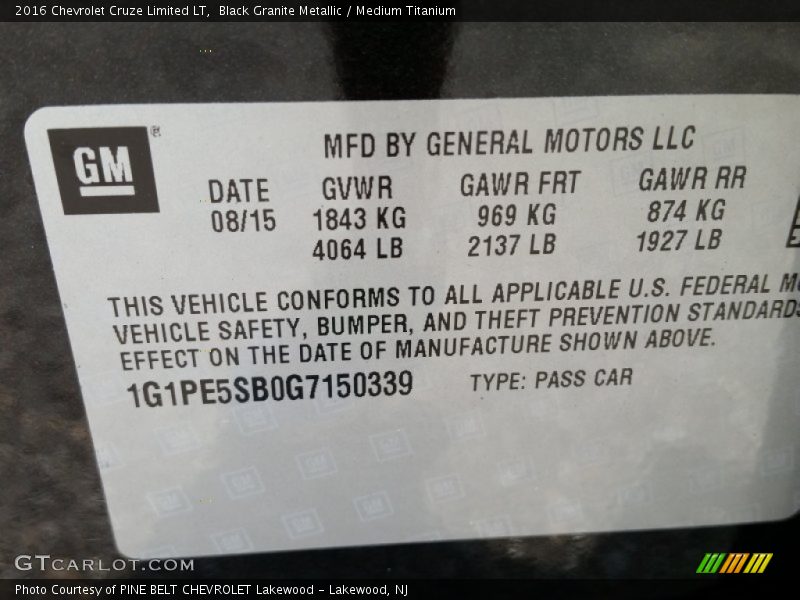 2016 Chevrolet Cruze Limited LT,  Black Granite Metallic / Medium Titanium
GM ®
MFD BY GENERAL MOTORS LLC
DATE GVWR GAWR FRT GAWR RR
08/15 1843 KG 969 KG 874 KG
4064 LB 2137 LB 1927 LB
THIS VEHICLE CONFORMS TO ALL APPLICABLE U.S. FEDERAL
VEHICLE SAFETY, BUMPER, AND THEFT PREVENTION STANDARDS
EFFECT ON THE DATE OF MANUFACTURE SHOWN ABOVE.
1G1PE5SB0G7150339 TYPE: PASS CAR
GTCARLOT.COM
Photo Courtesy of PINE BELT CHEVROLET Lakewood - Lakewood, NJ